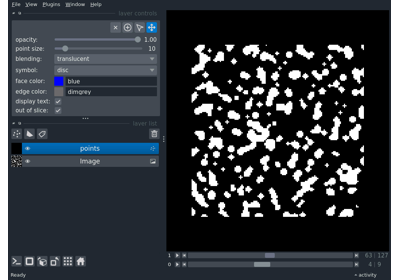 File View Plugins Window Help
layer controls
opacity: 1.00
point size: 10
blending: translucent
symbol: disc
face color: blue
edge color: dimgrey
display text:
out of slice:
layer list
points
Image
1 63 127
0 4 9
Ready activity